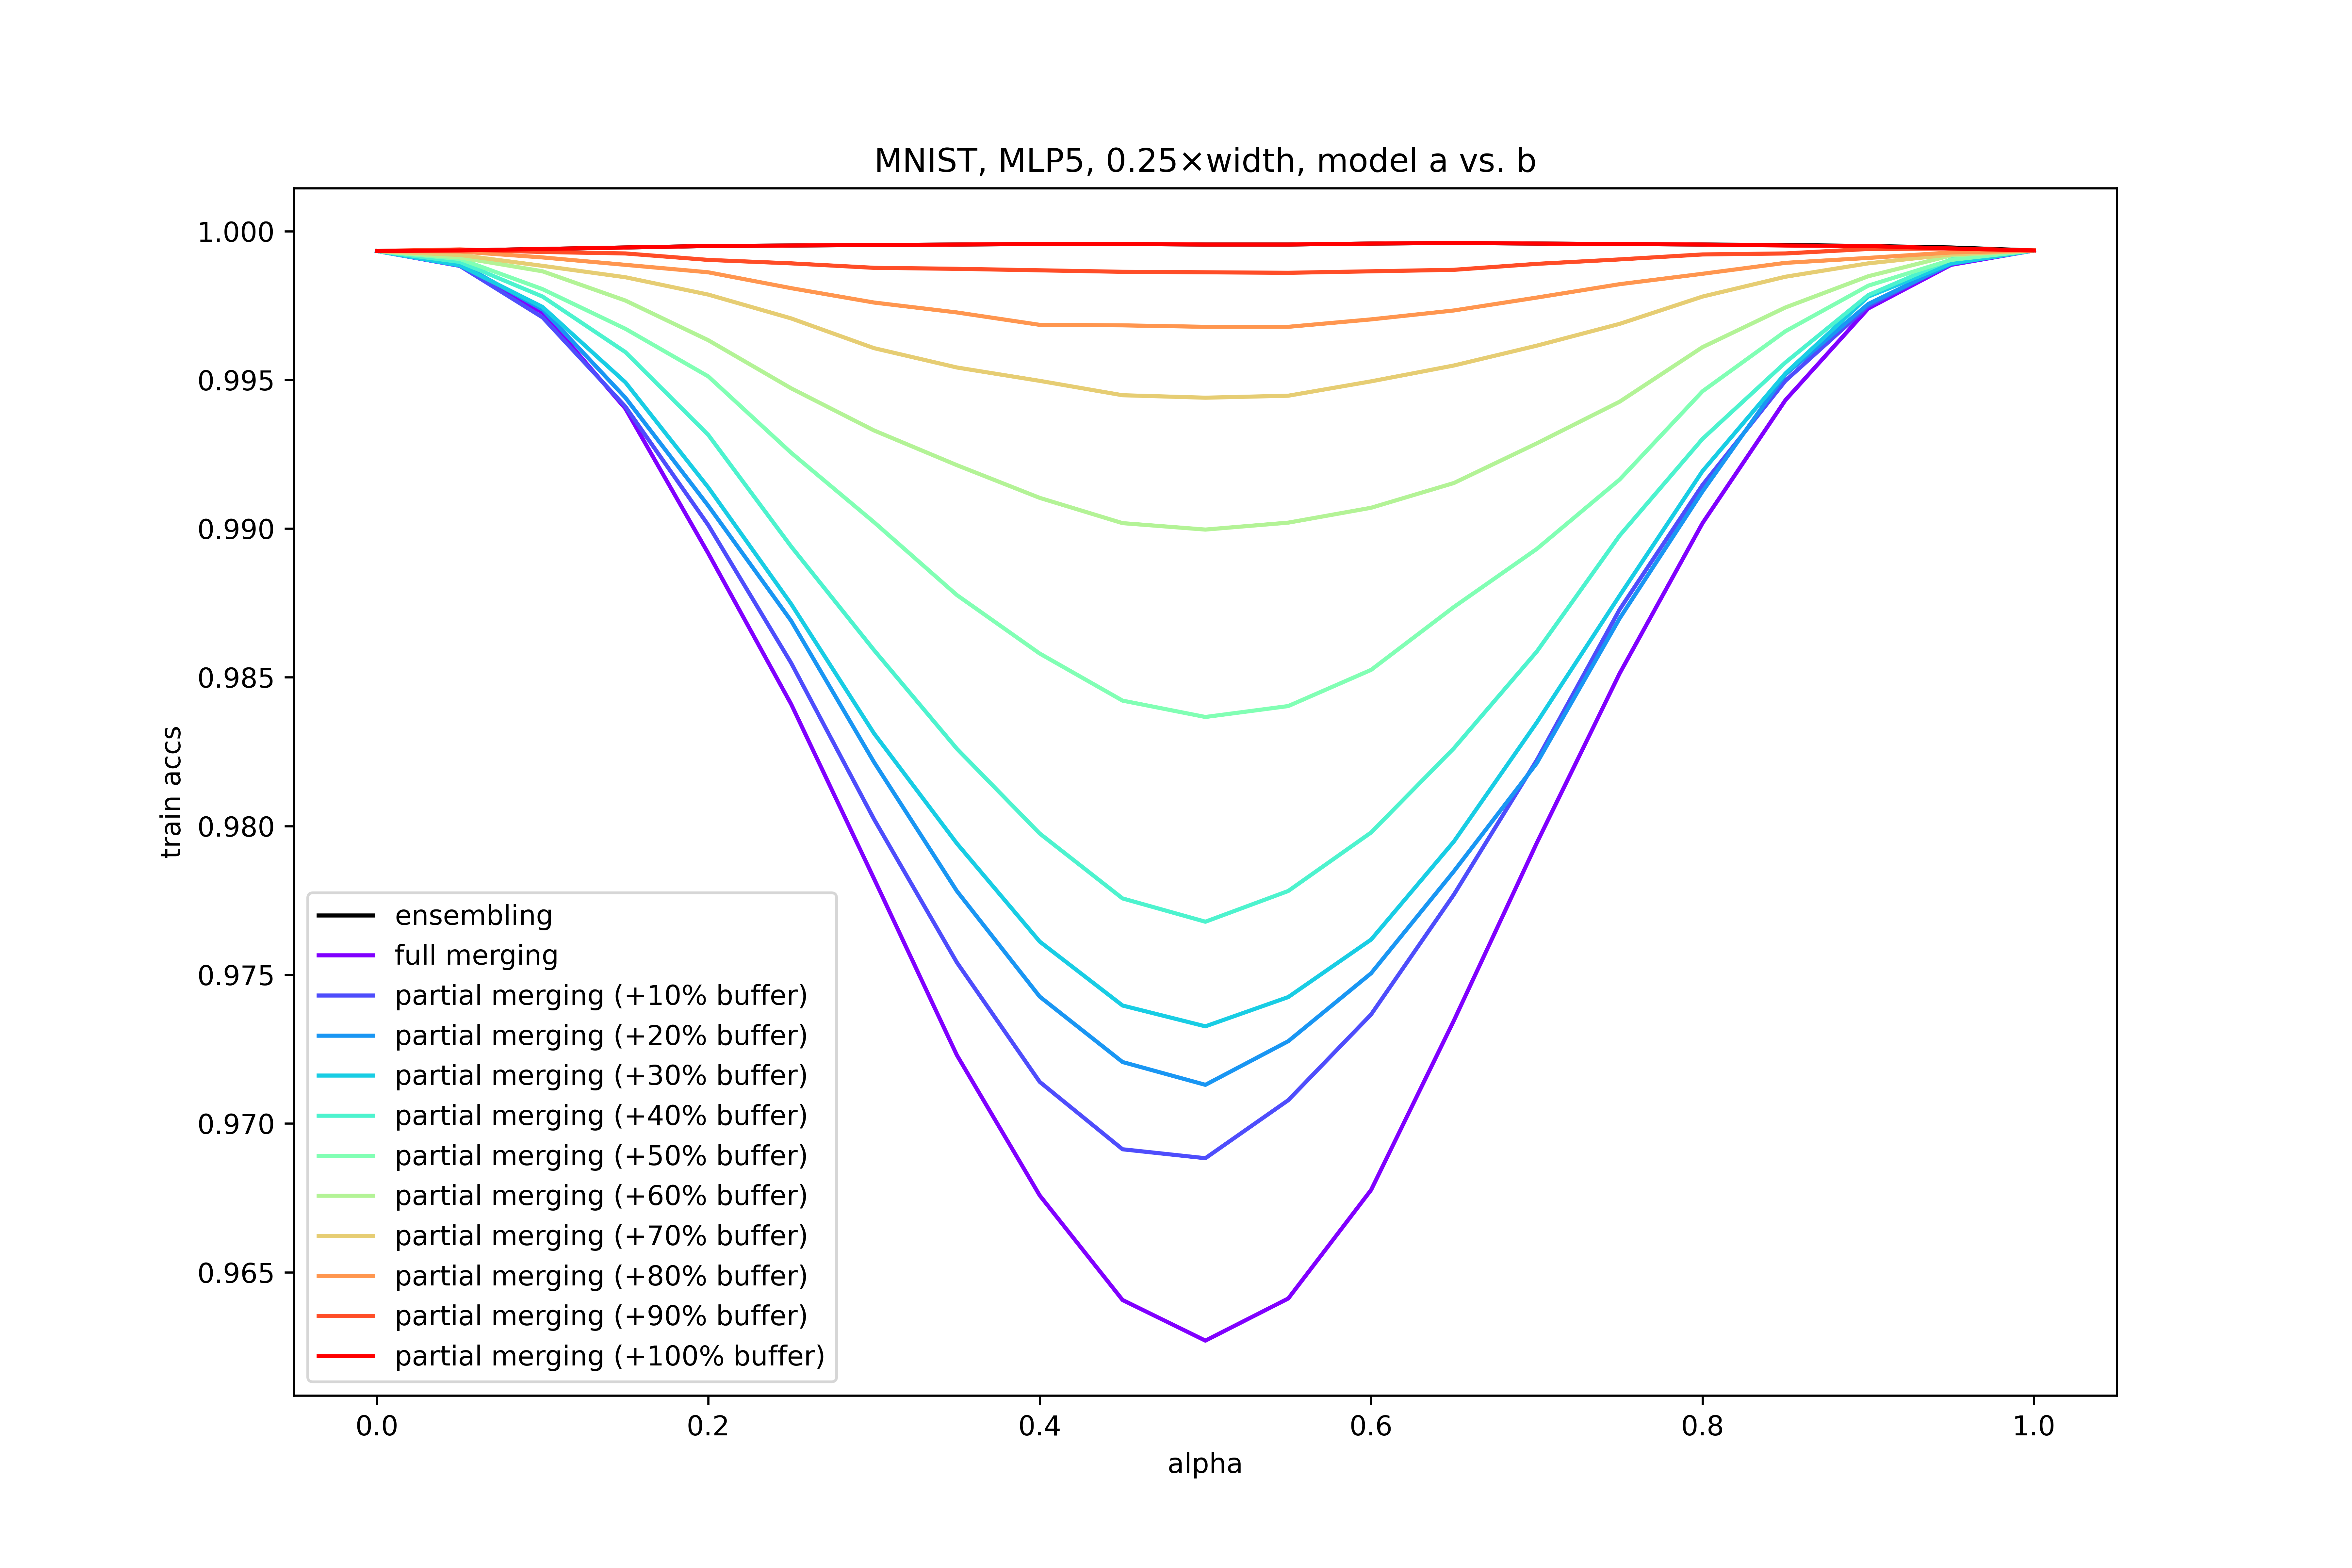 MNIST, MLP5, 0.25×width, model a vs. b
1.000
0.995
0.990
0.985
0.980
0.975
0.970
0.965
train accs
ensembling
full merging
partial merging (+10% buffer)
partial merging (+20% buffer)
partial merging (+30% buffer)
partial merging (+40% buffer)
partial merging (+50% buffer)
partial merging (+60% buffer)
partial merging (+70% buffer)
partial merging (+80% buffer)
partial merging (+90% buffer)
partial merging (+100% buffer)
0.0 0.2 0.4 0.6 0.8 1.0
alpha